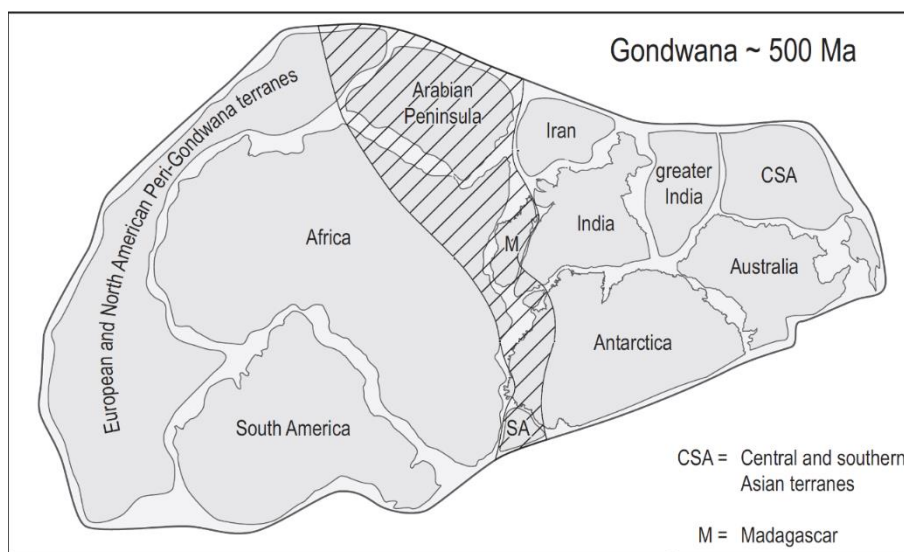 Gondwana ~ 500 Ma
European and North American Peri-Gondwana terranes
Arabian
Peninsula
Iran
greater
India
CSA
Africa
M
India
Australia
Antarctica
South America
SA
CSA = Central and southern
Asian terranes
M = Madagascar